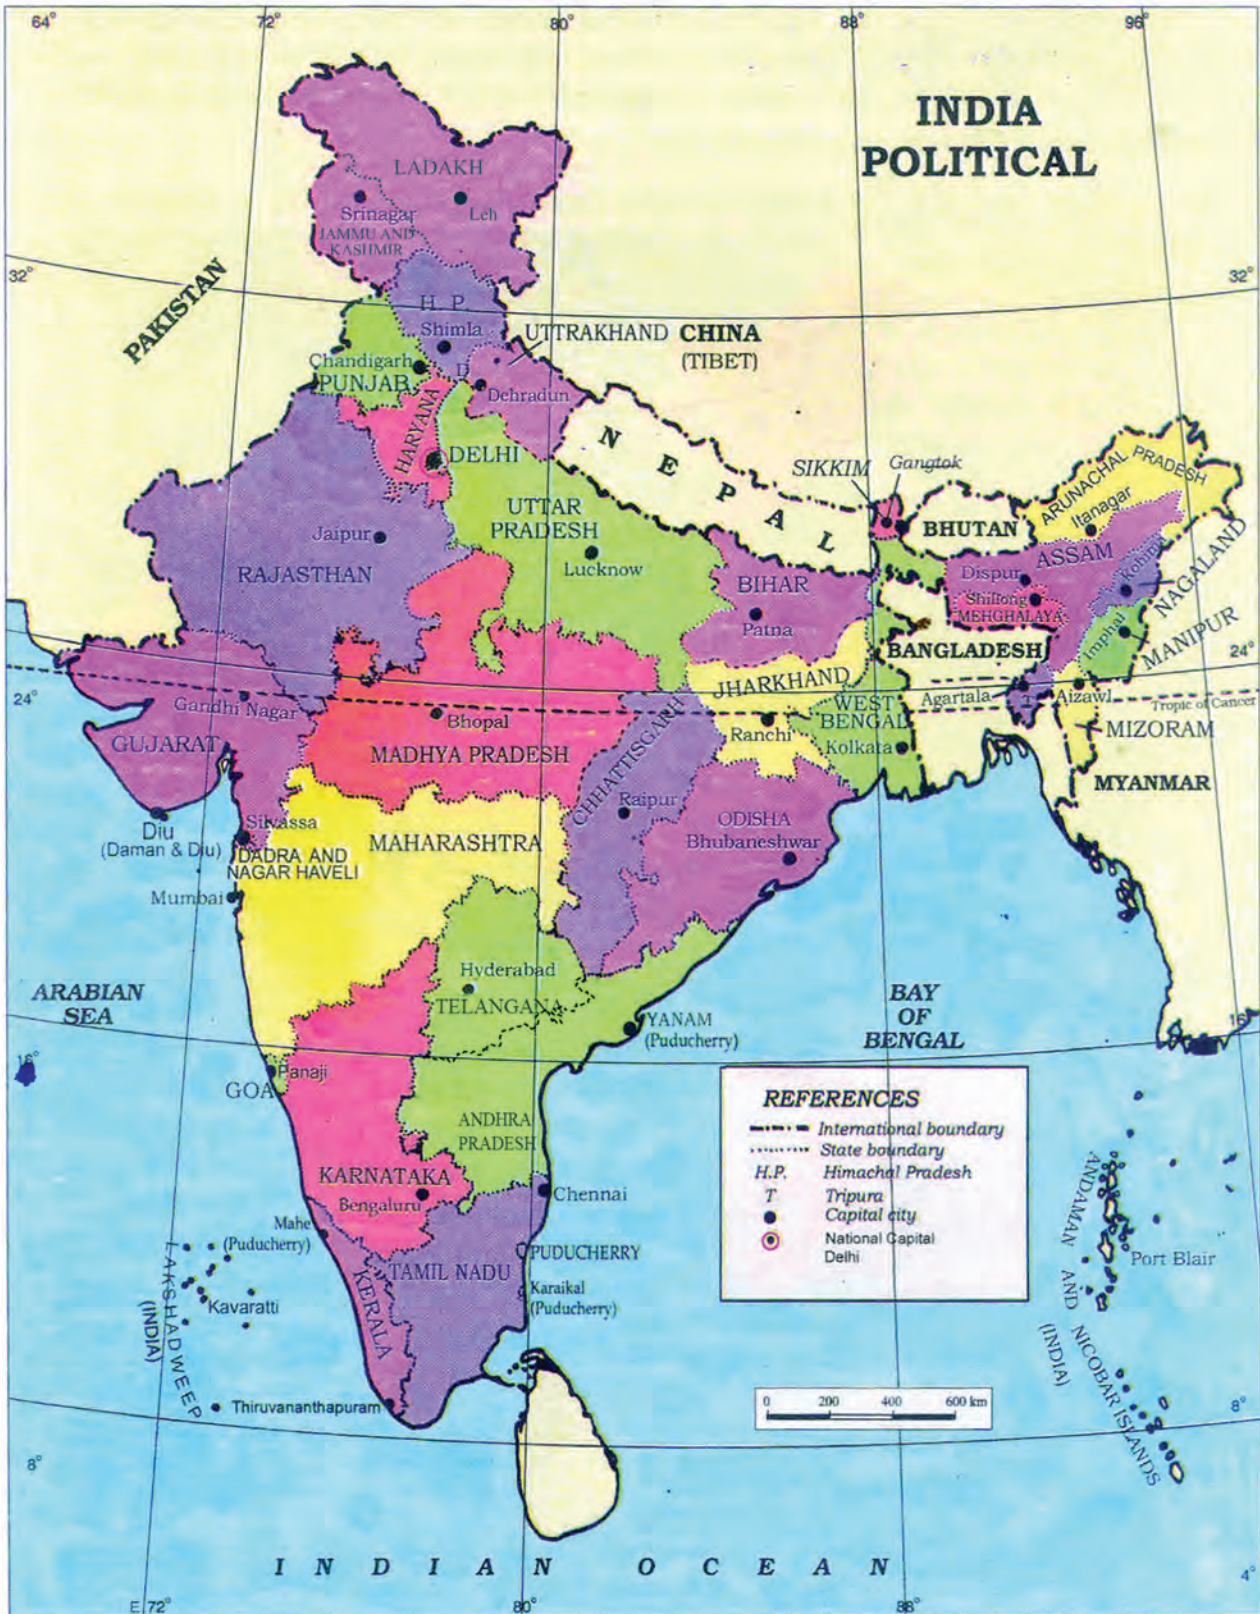 64°
72°
80°
88°
96°
INDIA
POLITICAL
LADAKH
Srinagar
Leh
JAMMU AND
KASHMIR
32°
32°
PAKISTAN
H. P.
Shimla
UTTRAKHAND
CHINA
(TIBET)
Chandigarh
PUNJAB
D
Dehradun
HARYANA
DELHI
NEPAL
SIKKIM
Gangtok
ARUNACHAL PRADESH
Itanagar
UTTAR
PRADESH
BHUTAN
Jaipur
Lucknow
ASSAM
RAJASTHAN
BIHAR
Dispur
Kohima
NAGALAND
Shillong
MEHGHALAYA
Patna
Imphal
MANIPUR
BANGLADESH
24°
24°
JHARKHAND
Agartala
T
Aizawl
Tropic of Cancer
Gandhi Nagar
Bhopal
WEST
BENGAL
Ranchi
MIZORAM
GUJARAT
MADHYA PRADESH
CHHATTISGARH
Kolkata
MYANMAR
Raipur
Diu
(Daman & Diu)
Silvassa
DADRA AND
NAGAR HAVELI
MAHARASHTRA
ODISHA
Bhubaneshwar
Mumbai
Hyderabad
TELANGANA
ARABIAN
SEA
BAY
OF
BENGAL
YANAM
(Puducherry)
16°
16°
Panaji
GOA
ANDHRA
PRADESH
REFERENCES
International boundary
State boundary
H.P. Himachal Pradesh
T Tripura
Capital city
National Capital
Delhi
KARNATAKA
Bengaluru
Chennai
Mahe
(Puducherry)
PUDUCHERRY
TAMIL NADU
Karaikal
(Puducherry)
KERALA
LAKSHADWEEP
(INDIA)
Kavaratti
Port Blair
ANDAMAN AND
NICOBAR ISLANDS
(INDIA)
Thiruvananthapuram
0 200 400 600 km
8°
8°
INDIAN OCEAN
4°
E 72°
80°
88°